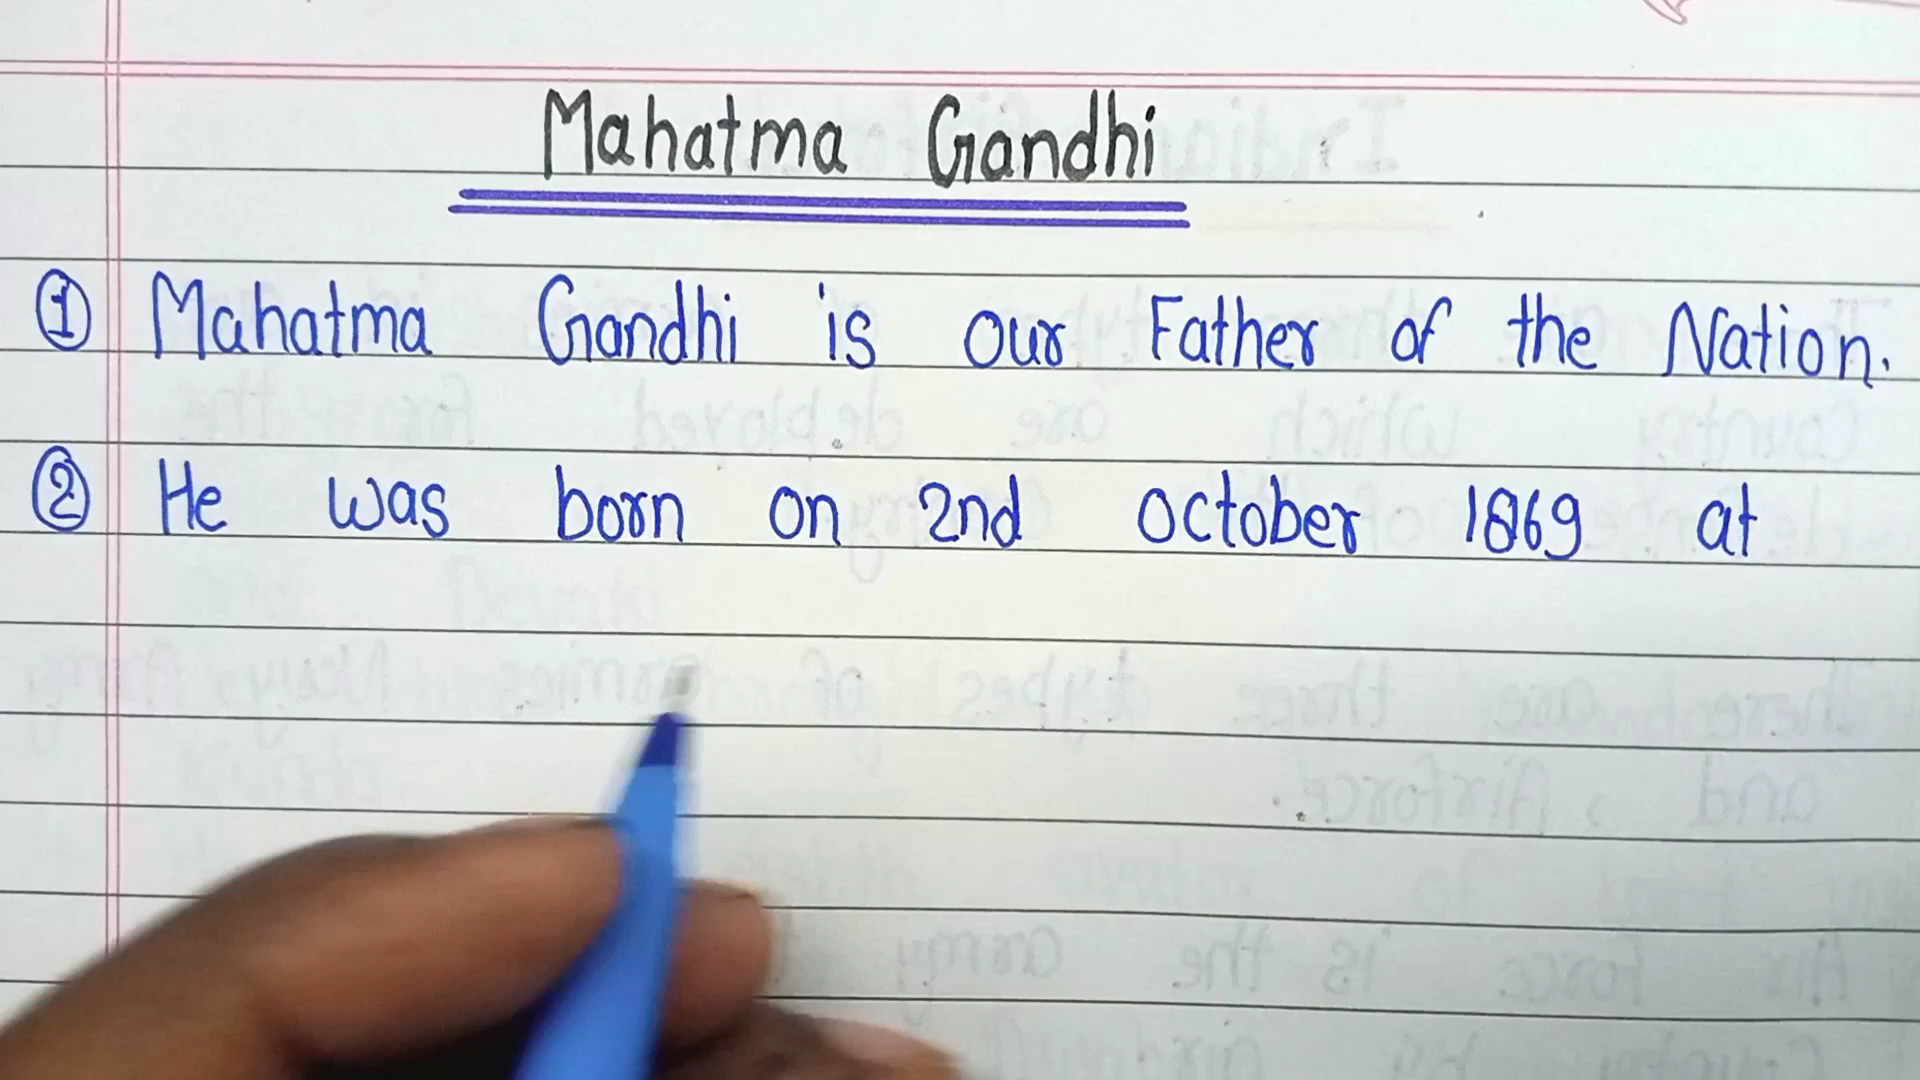 Mahatma Gandhi
① Mahatma Gandhi is our Father of the Nation.
② He was born on 2nd October 1869 at